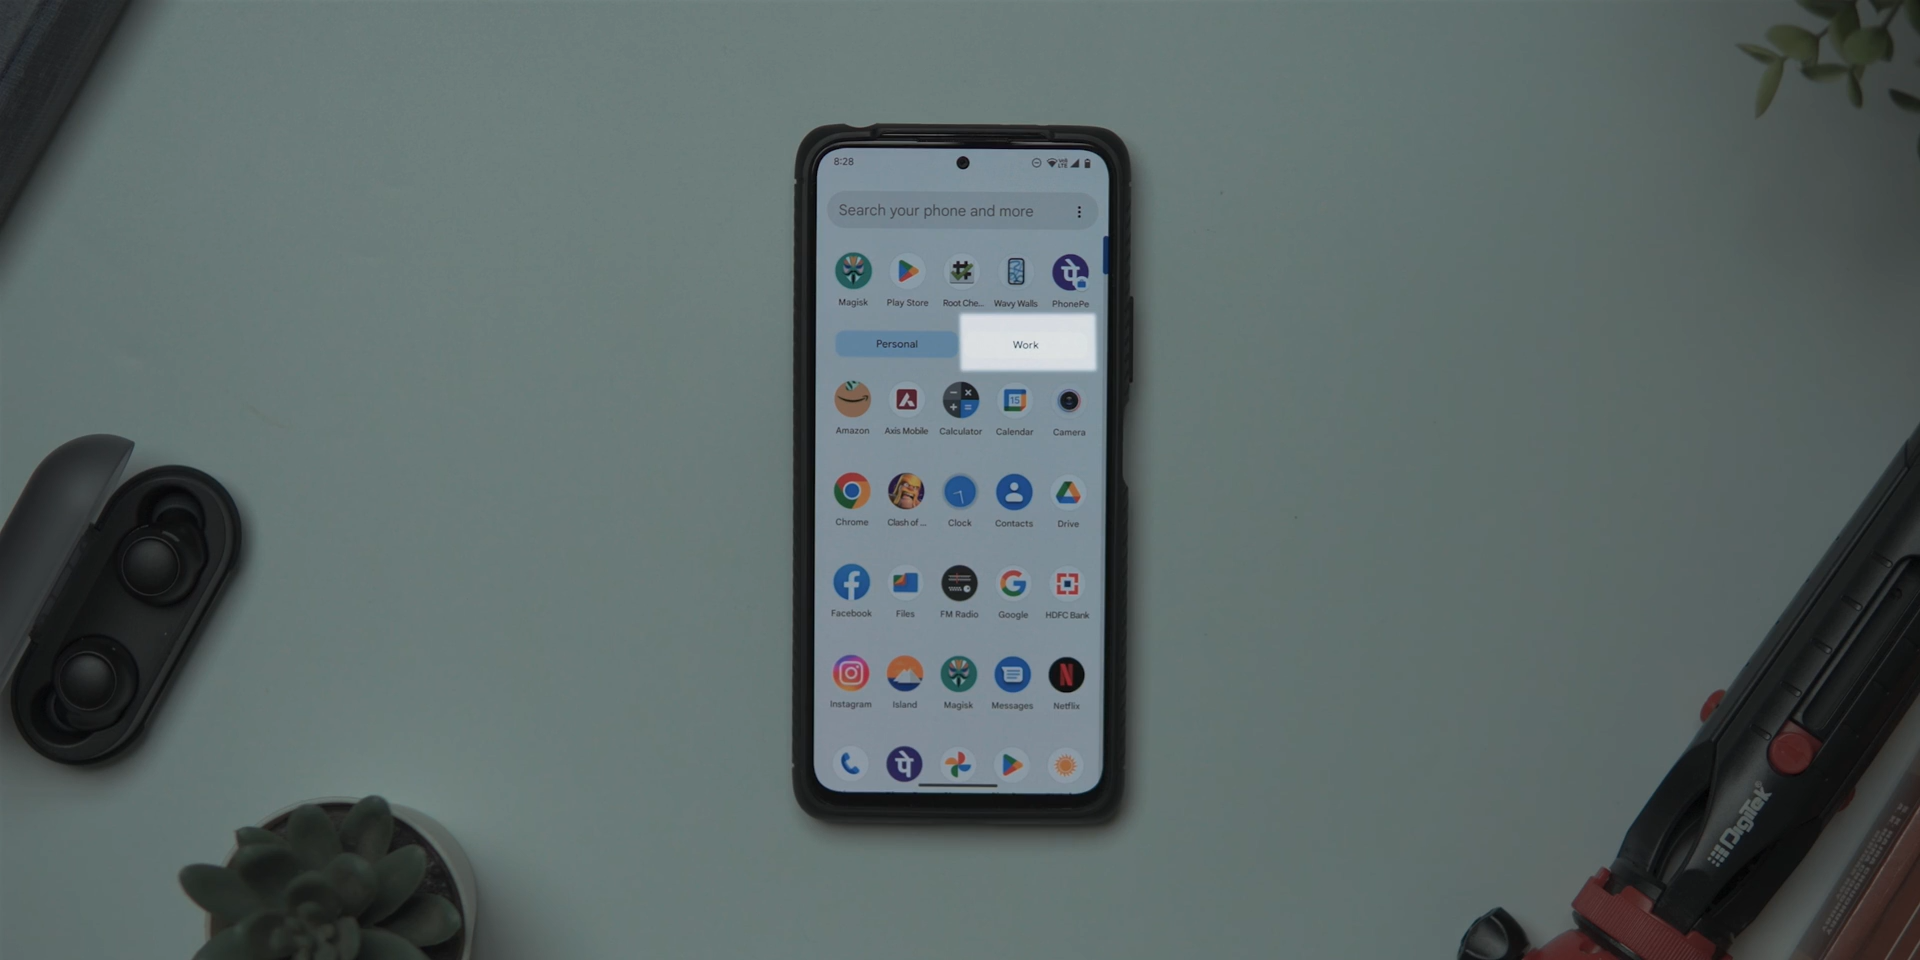 8:28
Search your phone and more
Magisk Play Store Root Che... Wavy Walls PhonePe
Personal Work
Amazon Axis Mobile Calculator Calendar Camera
15
Chrome Clash of ... Clock Contacts Drive
Facebook Files FM Radio Google HDFC Bank
Instagram Island Magisk Messages Netflix
DIGITEK